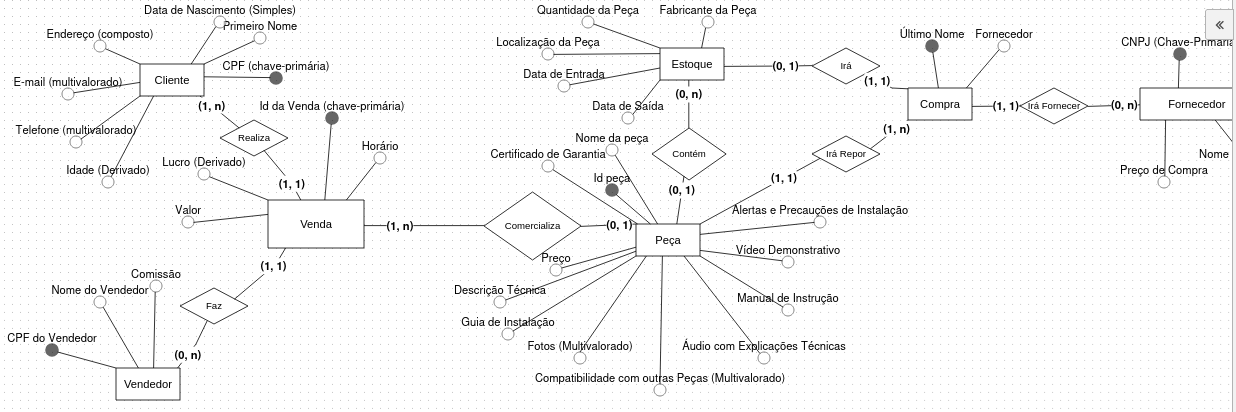 Data de Nascimento (Simples)
Endereço (composto)
Primeiro Nome
Cliente
CPF (chave-primária)
E-mail (multivalorado)
Telefone (multivalorado)
Idade (Derivado)
(1, n)
Realiza
(1, 1)
Id da Venda (chave-primária)
Horário
Lucro (Derivado)
Valor
Venda
(1, n)
Comercializa
(0, 1)
(1, 1)
Faz
(0, n)
Comissão
Nome do Vendedor
CPF do Vendedor
Vendedor
Quantidade da Peça
Fabricante da Peça
Localização da Peça
Estoque
Data de Entrada
Data de Saída
(0, 1)
Irá
(1, 1)
(0, n)
Contém
(0, 1)
Nome da peça
Certificado de Garantia
Id peça
Peça
Preço
Descrição Técnica
Guia de Instalação
Fotos (Multivalorado)
Compatibilidade com outras Peças (Multivalorado)
Áudio com Explicações Técnicas
Manual de Instrução
Vídeo Demonstrativo
Alertas e Precauções de Instalação
(1, 1)
Irá Repor
(1, n)
Último Nome
Fornecedor
Compra
(1, 1)
Irá Fornecer
(0, n)
CNPJ (Chave-Primária
Fornecedor
Preço de Compra
Nome
«